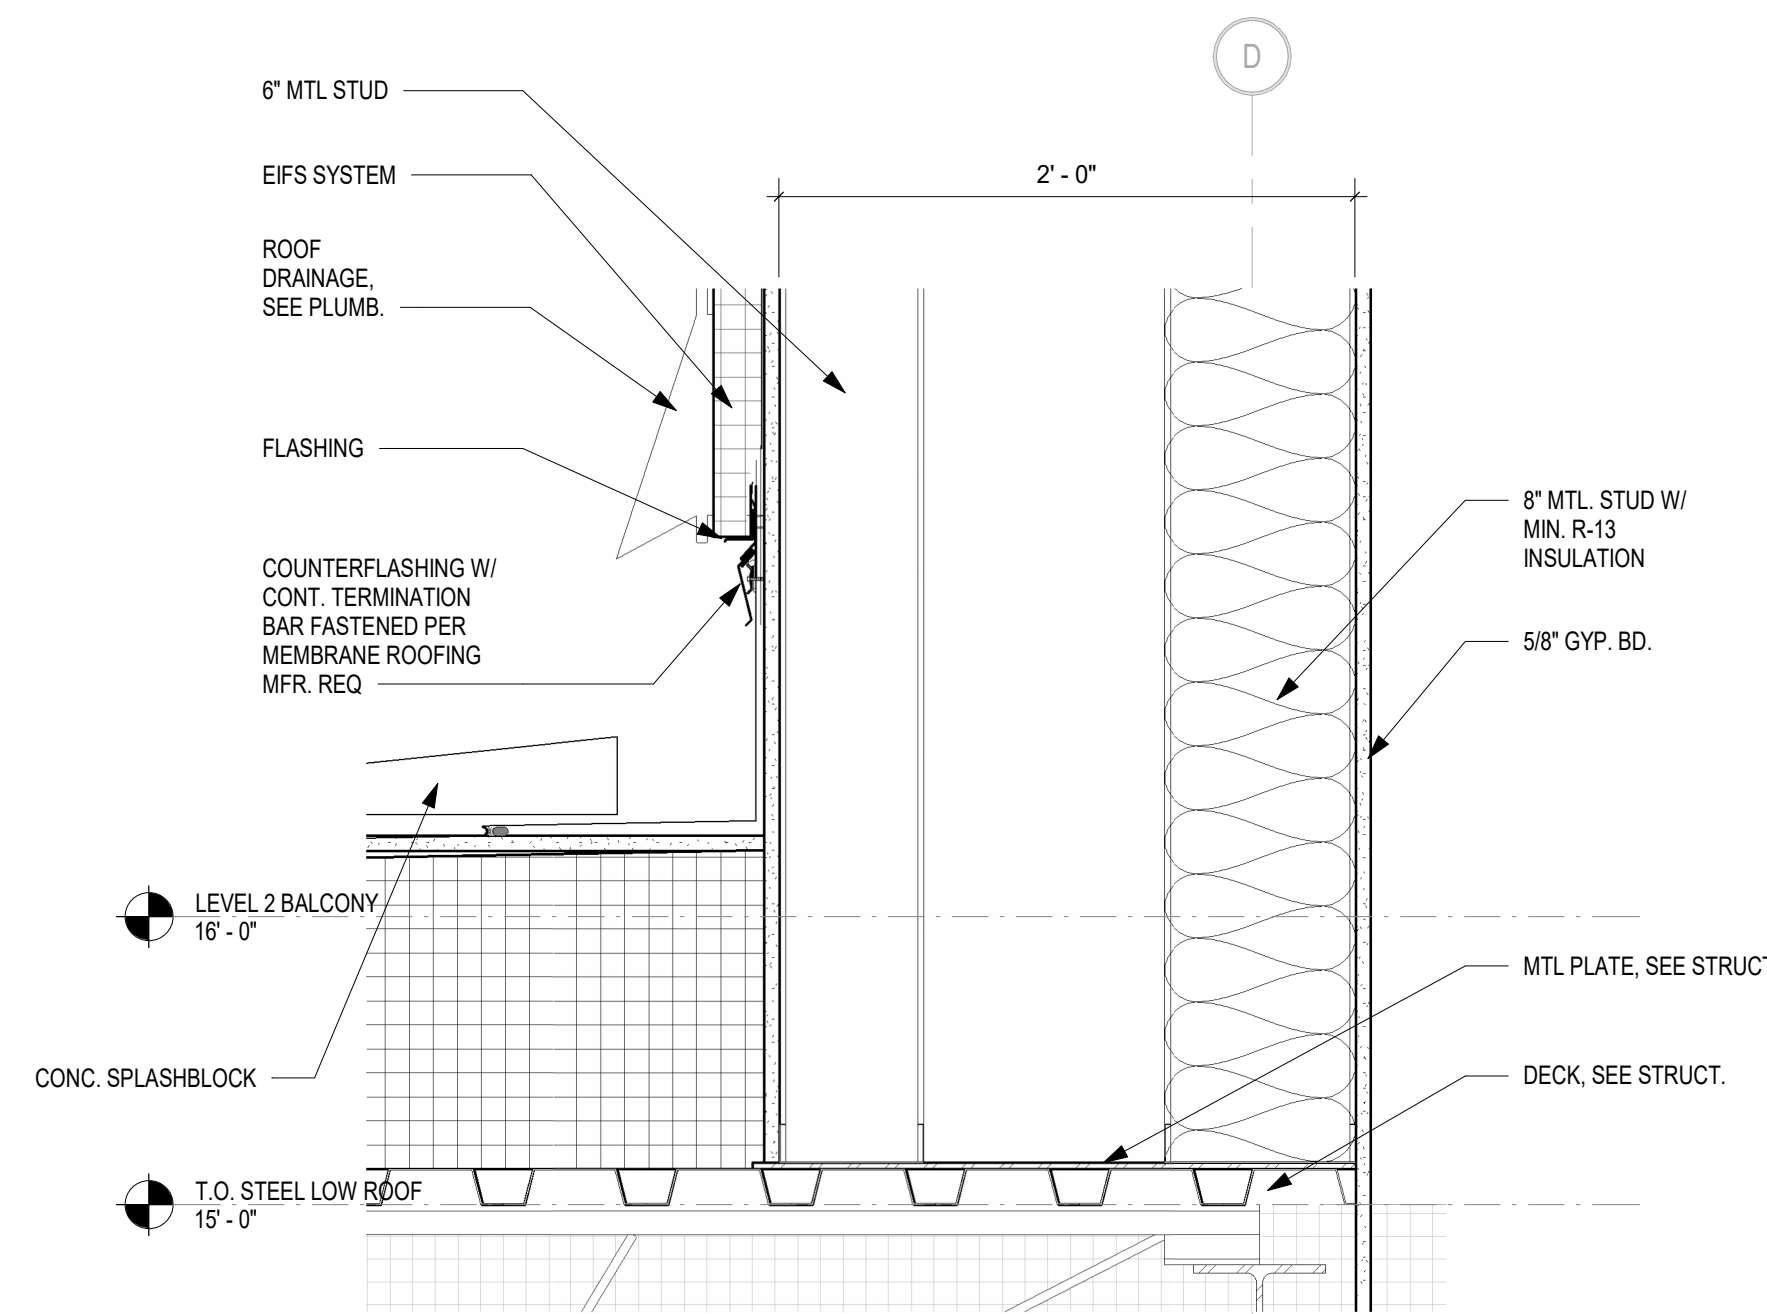 D
6" MTL STUD
2' - 0"
EIFS SYSTEM
ROOF
DRAINAGE,
SEE PLUMB.
FLASHING
8" MTL. STUD W/
MIN. R-13
INSULATION
COUNTERFLASHING W/
CONT. TERMINATION
BAR FASTENED PER
MEMBRANE ROOFING
MFR. REQ
5/8" GYP. BD.
LEVEL 2 BALCONY
16' - 0"
MTL PLATE, SEE STRUCT
CONC. SPLASHBLOCK
DECK, SEE STRUCT.
T.O. STEEL LOW ROOF
15' - 0"